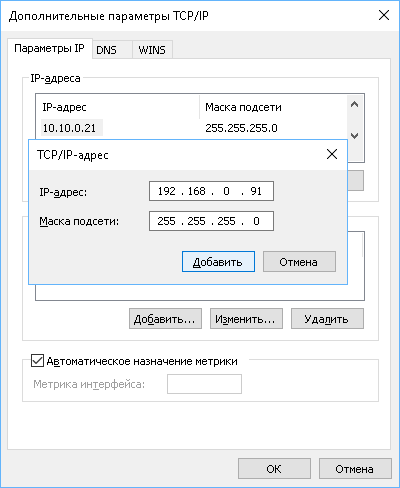 Дополнительные параметры TCP/IP
Параметры IP DNS WINS
IP-адреса
IP-адрес Маска подсети
10.10.0.21 255.255.255.0
TCP/IP-адрес
IP-адрес: 192 . 168 . 0 . 91
Маска подсети: 255 . 255 . 255 . 0
Добавить Отмена
Добавить... Изменить... Удалить
Автоматическое назначение метрики
Метрика интерфейса:
OK Отмена